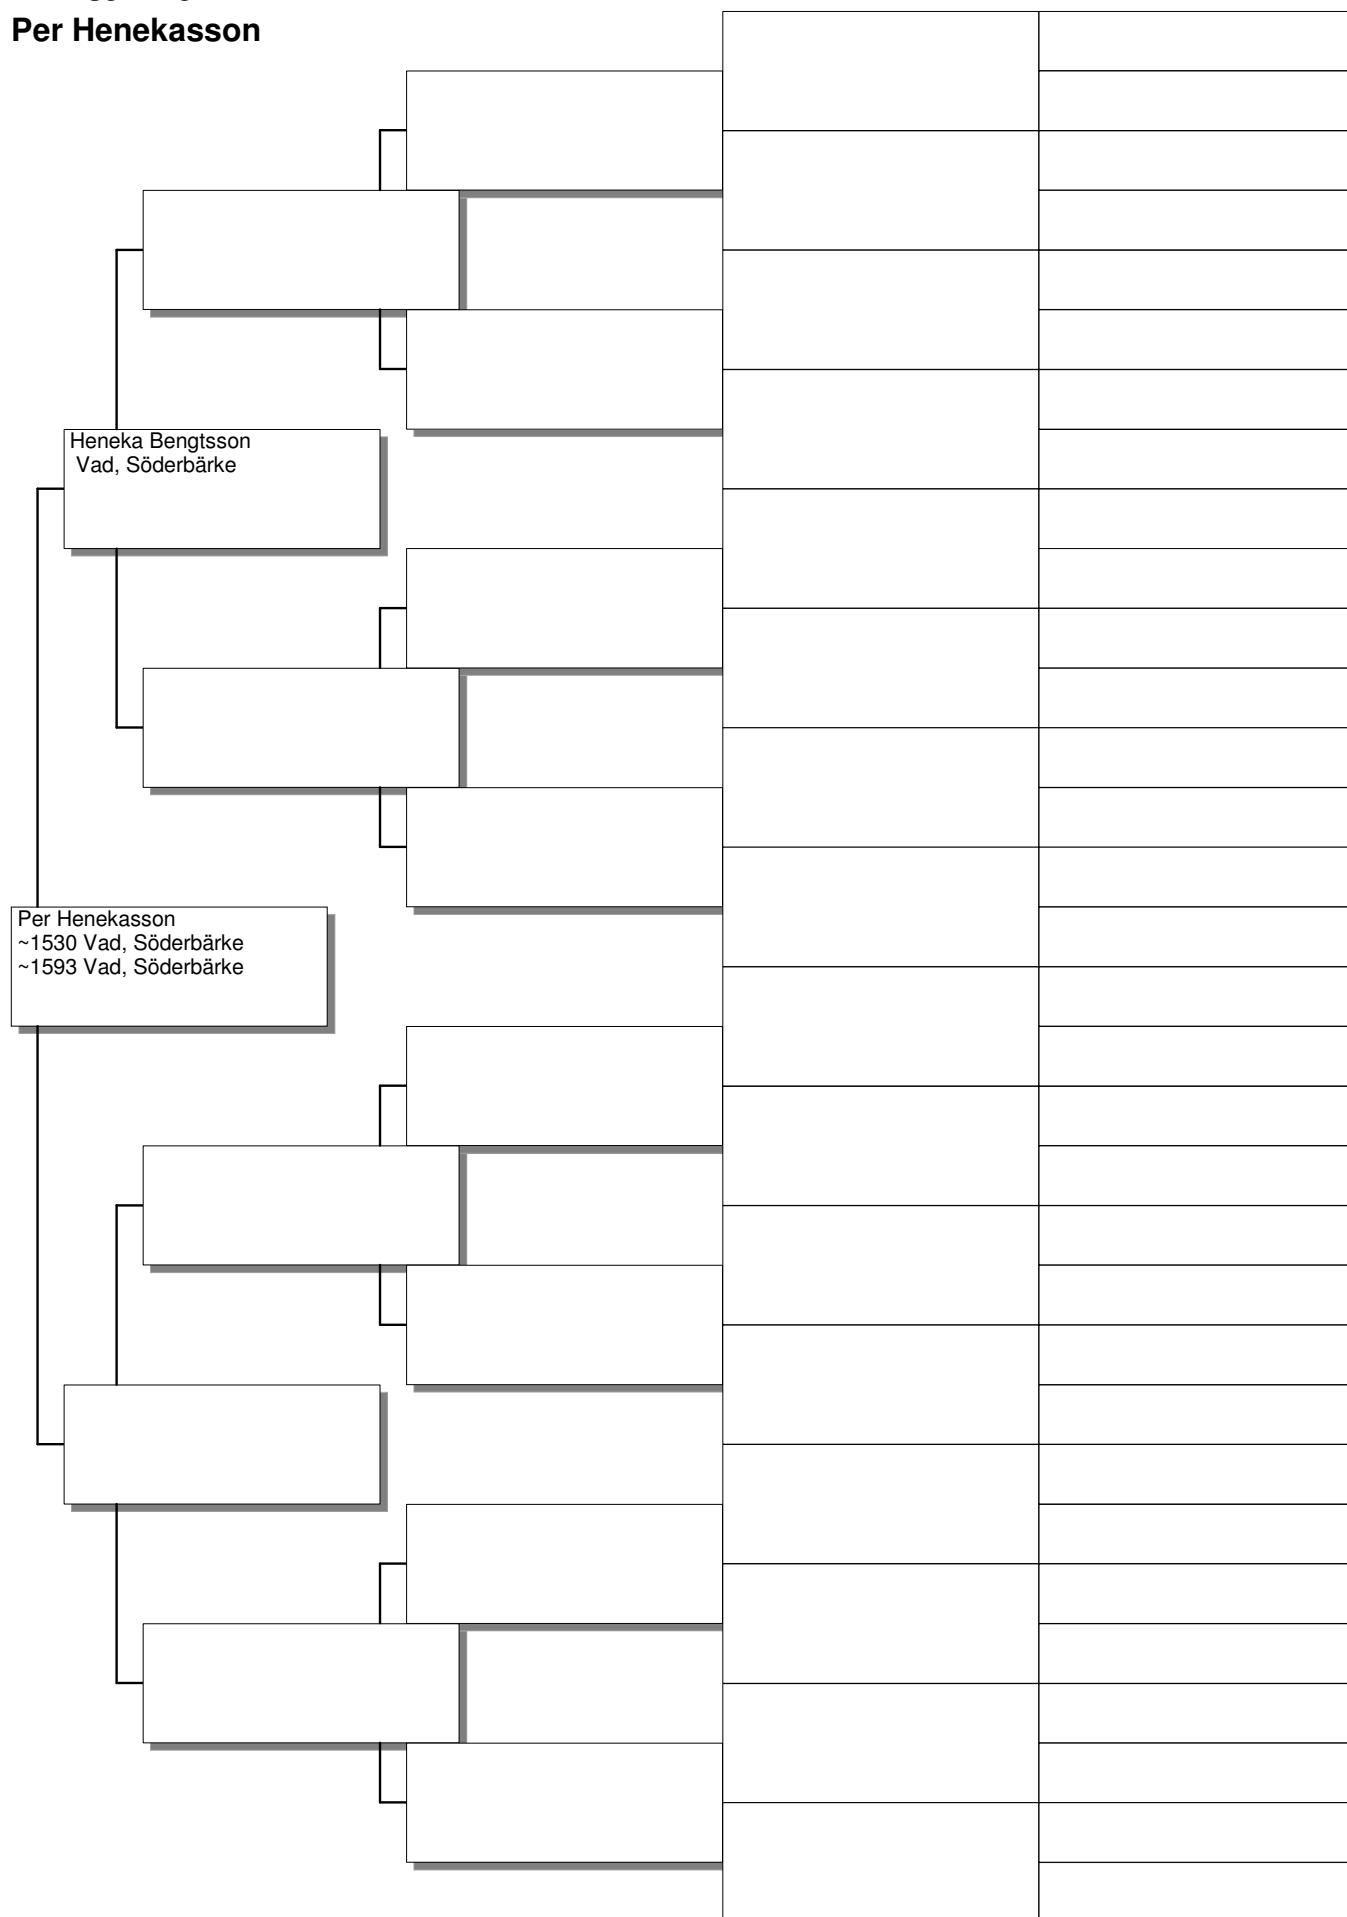 Per Henekasson
Heneka Bengtsson
Vad, Söderbärke
Per Henekasson
~1530 Vad, Söderbärke
~1593 Vad, Söderbärke